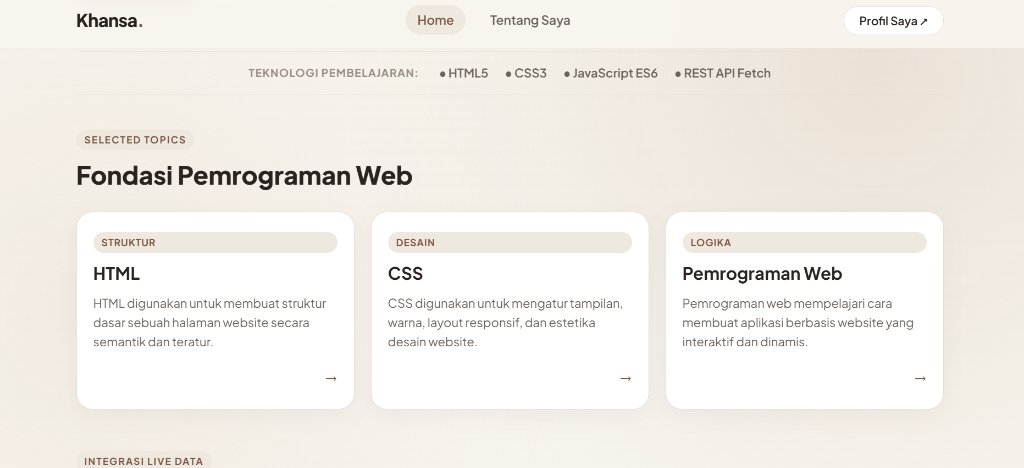 Khansa.
Home
Tentang Saya
Profil Saya ↗
TEKNOLOGI PEMBELAJARAN:
● HTML5
● CSS3
● JavaScript ES6
● REST API Fetch
SELECTED TOPICS
Fondasi Pemrograman Web
STRUKTUR
HTML
HTML digunakan untuk membuat struktur
dasar sebuah halaman website secara
semantik dan teratur.
→
DESAIN
CSS
CSS digunakan untuk mengatur tampilan,
warna, layout responsif, dan estetika
desain website.
→
LOGIKA
Pemrograman Web
Pemrograman web mempelajari cara
membuat aplikasi berbasis website yang
interaktif dan dinamis.
→
INTEGRASI LIVE DATA